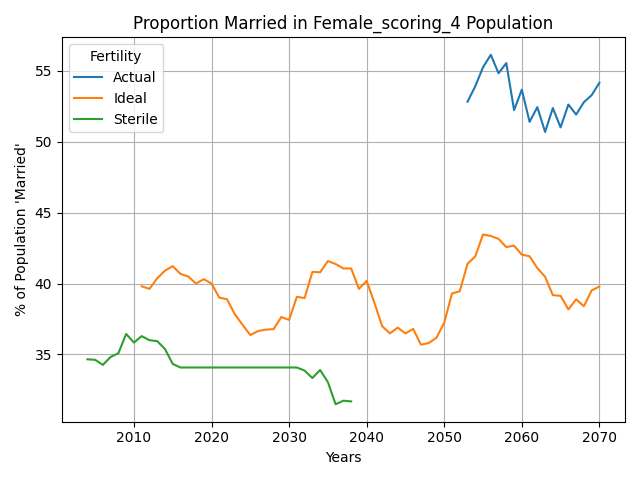 Proportion Married in Female_scoring_4 Population
Fertility
Actual
Ideal
Sterile
% of Population 'Married'
55
50
45
40
35
2010 2020 2030 2040 2050 2060 2070
Years